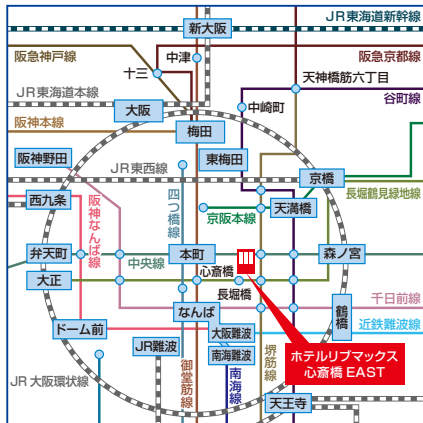 JR東海道新幹線
新大阪
阪急神戸線
中津
阪急京都線
十三
天神橋筋六丁目
JR東海道本線
中崎町
谷町線
大阪
阪神本線
梅田
阪神野田
東梅田
JR東西線
京橋
西九条
長堀鶴見緑地線
阪神なんば線
四つ橋線
天満橋
京阪本線
弁天町
本町
森ノ宮
中央線
心斎橋
大正
長堀橋
千日前線
なんば
鶴橋
ドーム前
大阪難波
近鉄難波線
JR難波
南海難波
堺筋線
ホテルリブマックス
心斎橋 EAST
JR大阪環状線
御堂筋線
南海線
天王寺